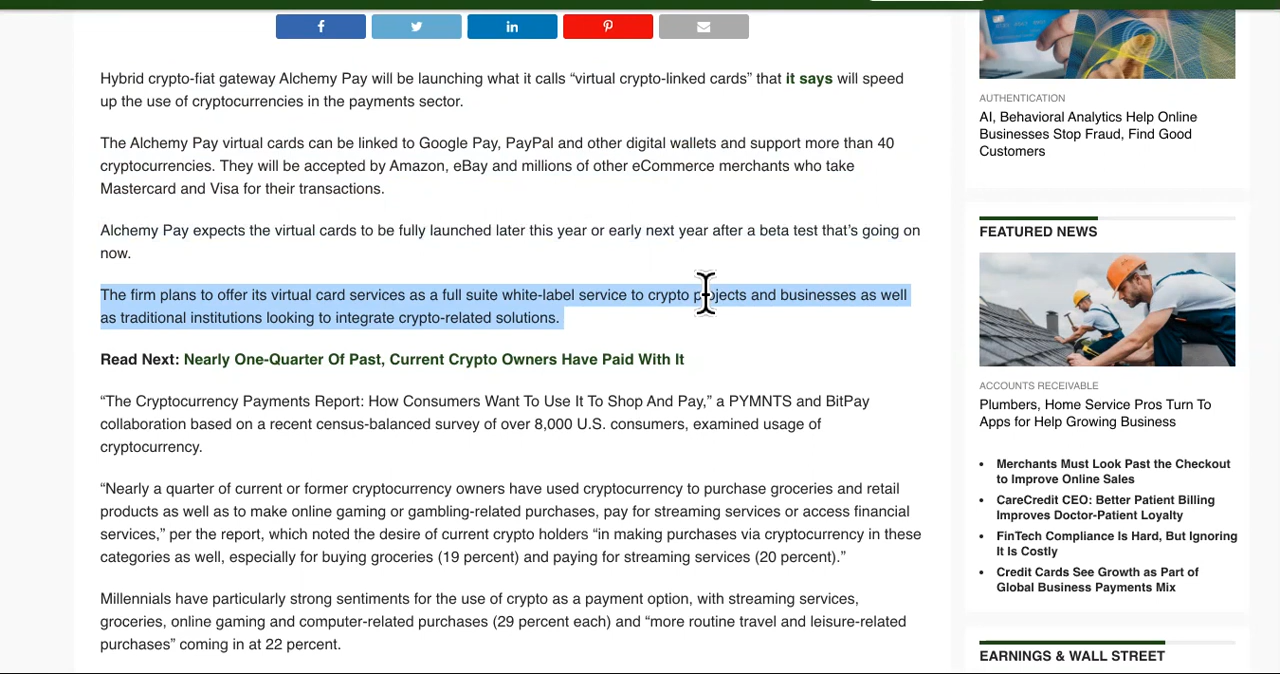 Hybrid crypto-fiat gateway Alchemy Pay will be launching what it calls “virtual crypto-linked cards” that it says will speed
up the use of cryptocurrencies in the payments sector.
The Alchemy Pay virtual cards can be linked to Google Pay, PayPal and other digital wallets and support more than 40
cryptocurrencies. They will be accepted by Amazon, eBay and millions of other eCommerce merchants who take
Mastercard and Visa for their transactions.
Alchemy Pay expects the virtual cards to be fully launched later this year or early next year after a beta test that’s going on
now.
The firm plans to offer its virtual card services as a full suite white-label service to crypto projects and businesses as well
as traditional institutions looking to integrate crypto-related solutions.
Read Next: Nearly One-Quarter Of Past, Current Crypto Owners Have Paid With It
“The Cryptocurrency Payments Report: How Consumers Want To Use It To Shop And Pay,” a PYMNTS and BitPay
collaboration based on a recent census-balanced survey of over 8,000 U.S. consumers, examined usage of
cryptocurrency.
“Nearly a quarter of current or former cryptocurrency owners have used cryptocurrency to purchase groceries and retail
products as well as to make online gaming or gambling-related purchases, pay for streaming services or access financial
services,” per the report, which noted the desire of current crypto holders “in making purchases via cryptocurrency in these
categories as well, especially for buying groceries (19 percent) and paying for streaming services (20 percent).”
Millennials have particularly strong sentiments for the use of crypto as a payment option, with streaming services,
groceries, online gaming and computer-related purchases (29 percent each) and “more routine travel and leisure-related
purchases” coming in at 22 percent.
AUTHENTICATION
AI, Behavioral Analytics Help Online
Businesses Stop Fraud, Find Good
Customers
FEATURED NEWS
ACCOUNTS RECEIVABLE
Plumbers, Home Service Pros Turn To
Apps for Help Growing Business
• Merchants Must Look Past the Checkout
to Improve Online Sales
• CareCredit CEO: Better Patient Billing
Improves Doctor-Patient Loyalty
• FinTech Compliance Is Hard, But Ignoring
It Is Costly
• Credit Cards See Growth as Part of
Global Business Payments Mix
EARNINGS & WALL STREET